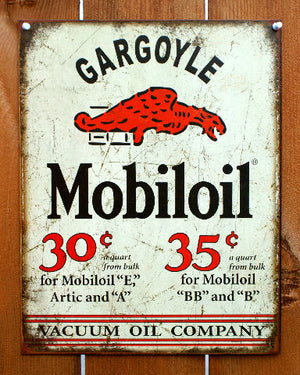 GARGOYLE
Mobiloil®
30¢ a quart from bulk
35¢ a quart from bulk
for Mobiloil "E,"
Artic and "A"
for Mobiloil
"BB" and "B"
VACUUM OIL COMPANY